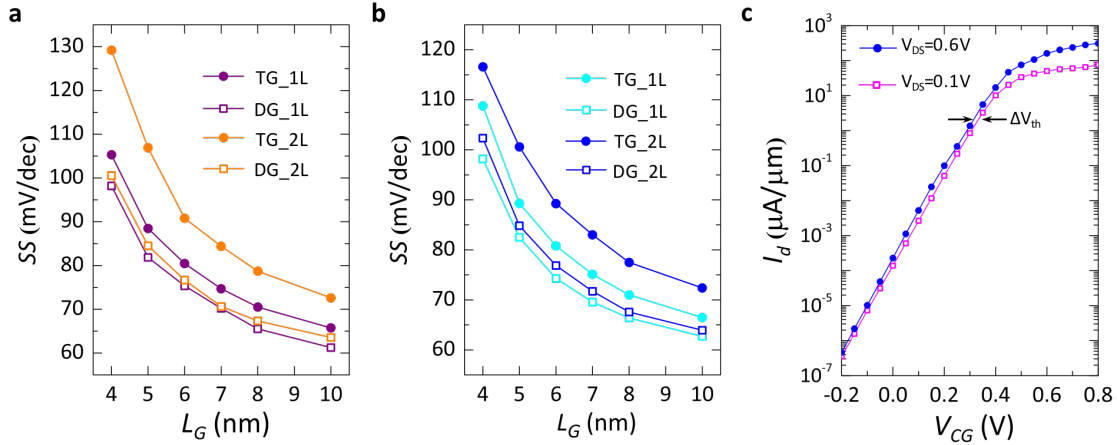 a
130
120
110
100
90
80
70
60
SS (mV/dec)
TG_1L
DG_1L
TG_2L
DG_2L
4 5 6 7 8 9 10
L_G (nm)
b
120
110
100
90
80
70
60
SS (mV/dec)
TG_1L
DG_1L
TG_2L
DG_2L
4 5 6 7 8 9 10
L_G (nm)
c
10³
10¹
10⁻¹
10⁻³
10⁻⁵
10⁻⁷
I_d (μA/μm)
V_DS=0.6V
V_DS=0.1V
ΔV_th
-0.2 0.0 0.2 0.4 0.6 0.8
V_CG (V)